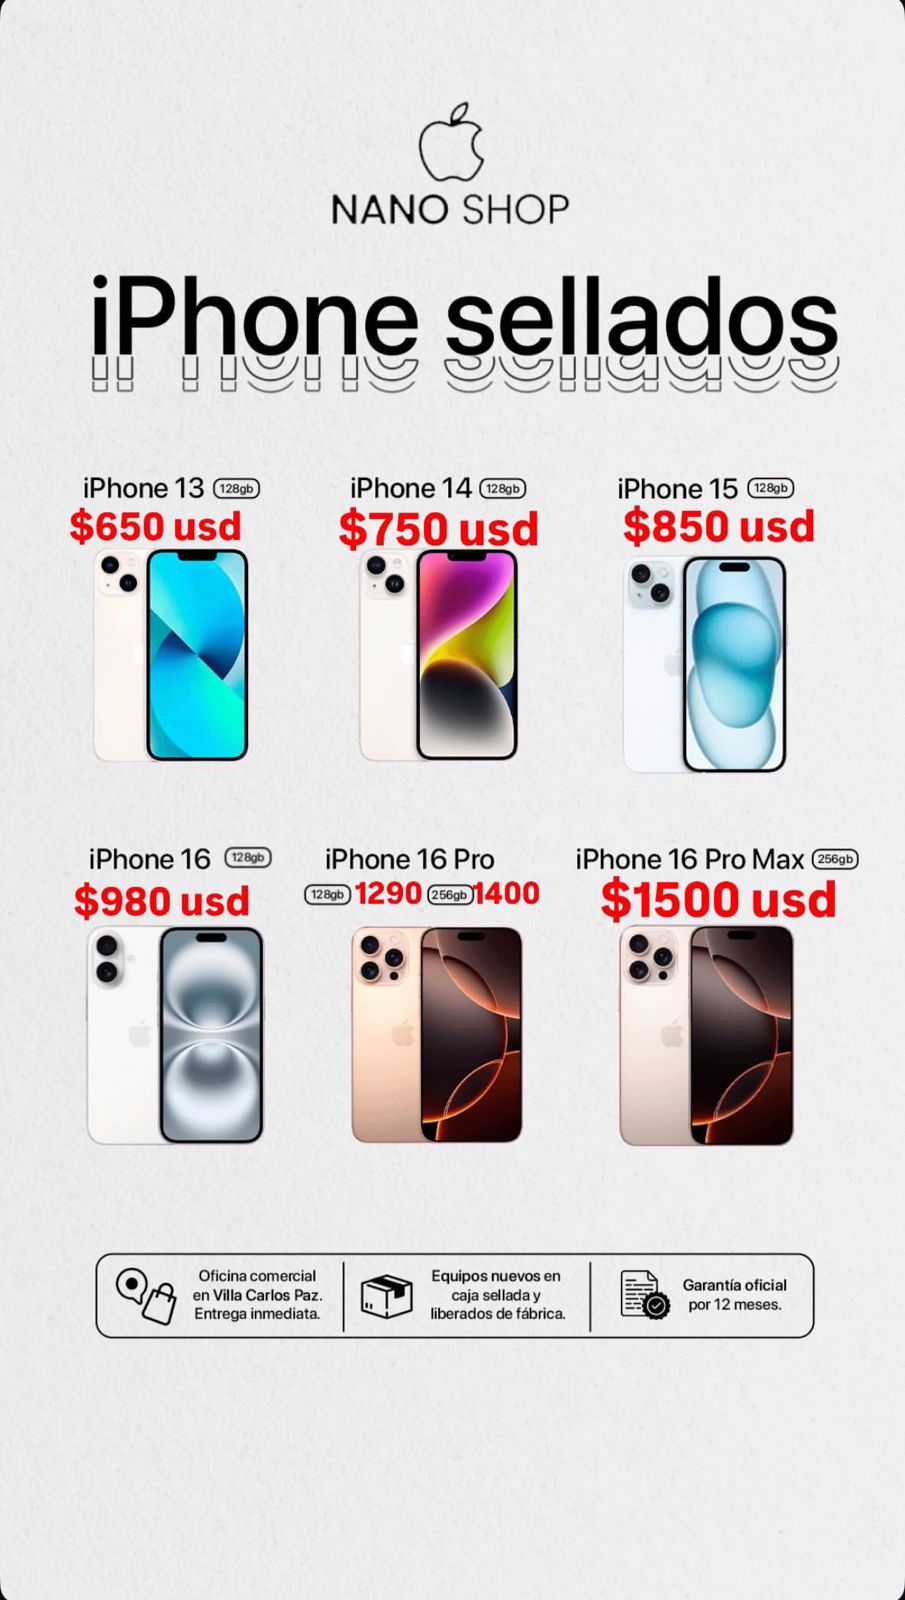 NANO SHOP
iPhone sellados
iPhone 13 128gb
$650 usd
iPhone 14 128gb
$750 usd
iPhone 15 128gb
$850 usd
iPhone 16 128gb
$980 usd
iPhone 16 Pro
128gb 1290 256gb 1400
iPhone 16 Pro Max 256gb
$1500 usd
Oficina comercial
en Villa Carlos Paz.
Entrega inmediata.
Equipos nuevos en
caja sellada y
liberados de fábrica.
Garantía oficial
por 12 meses.